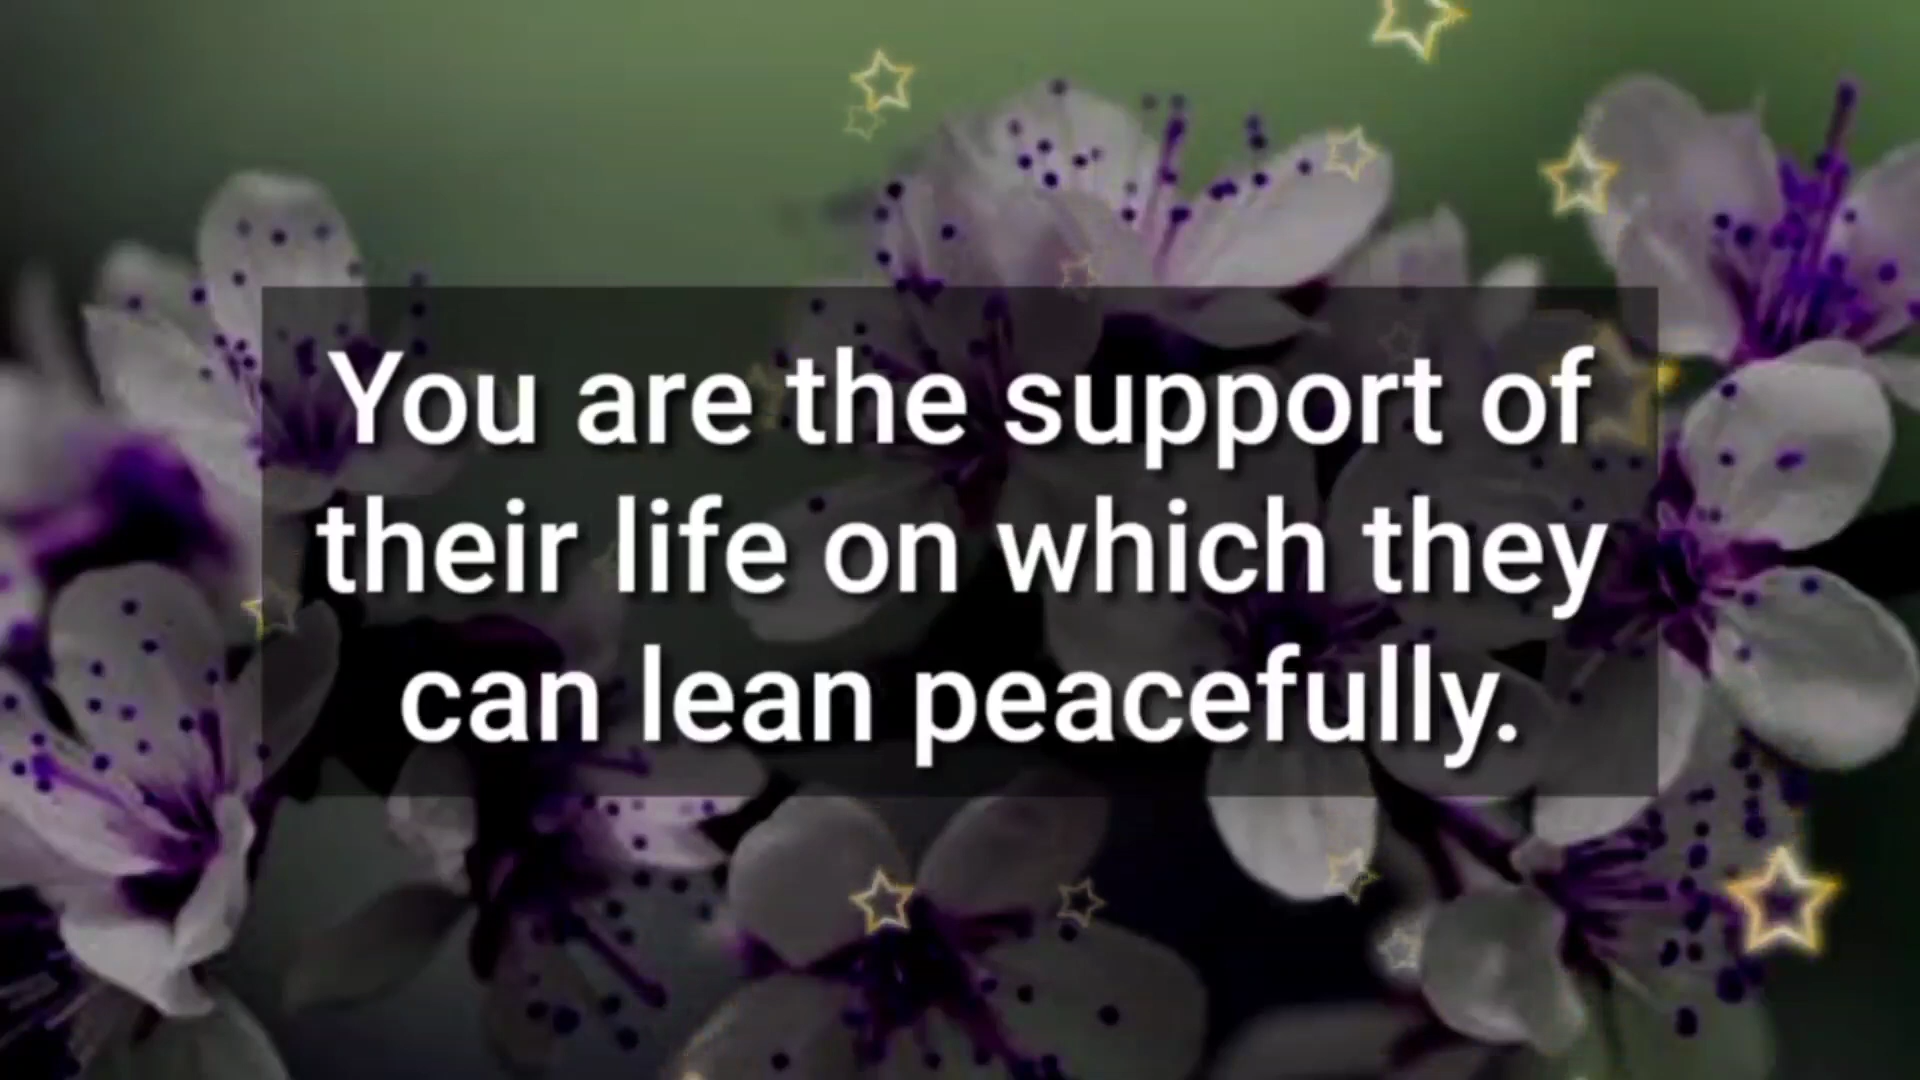 You are the support of
their life on which they
can lean peacefully.